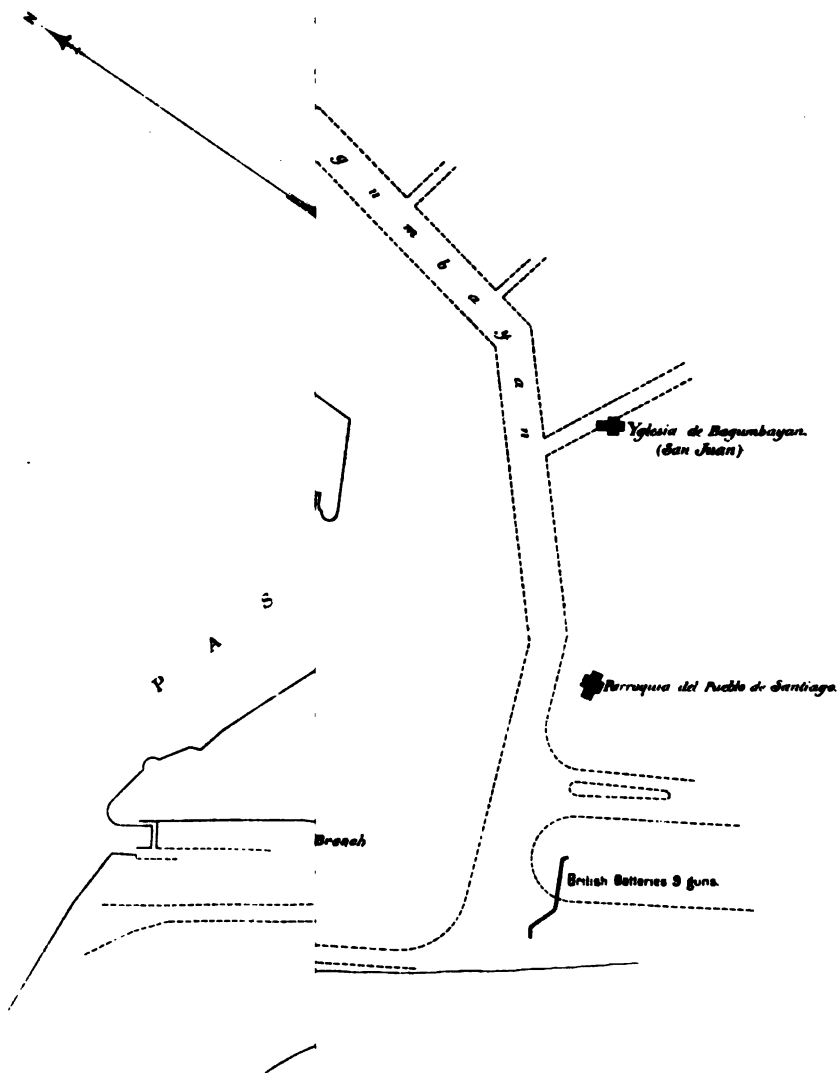 N
g u m b a y a n
Yglesia de Bagumbayan.
(San Juan)
P A S
Parroquia del Pueblo de Santiago.
Breach
British Batteries 9 guns.